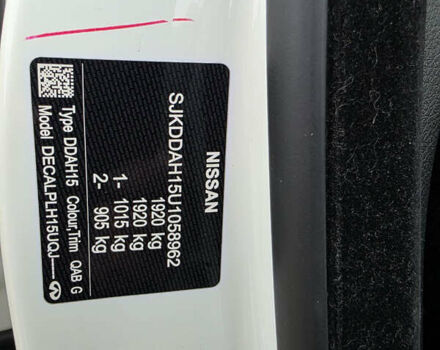 NISSAN
SJKDDAH15U1058962
1920 kg
1920 kg
1- 1015 kg
2- 905 kg
Type DDAH15 Colour,Trim QAB G
Model DECALPLH15UQJ-----